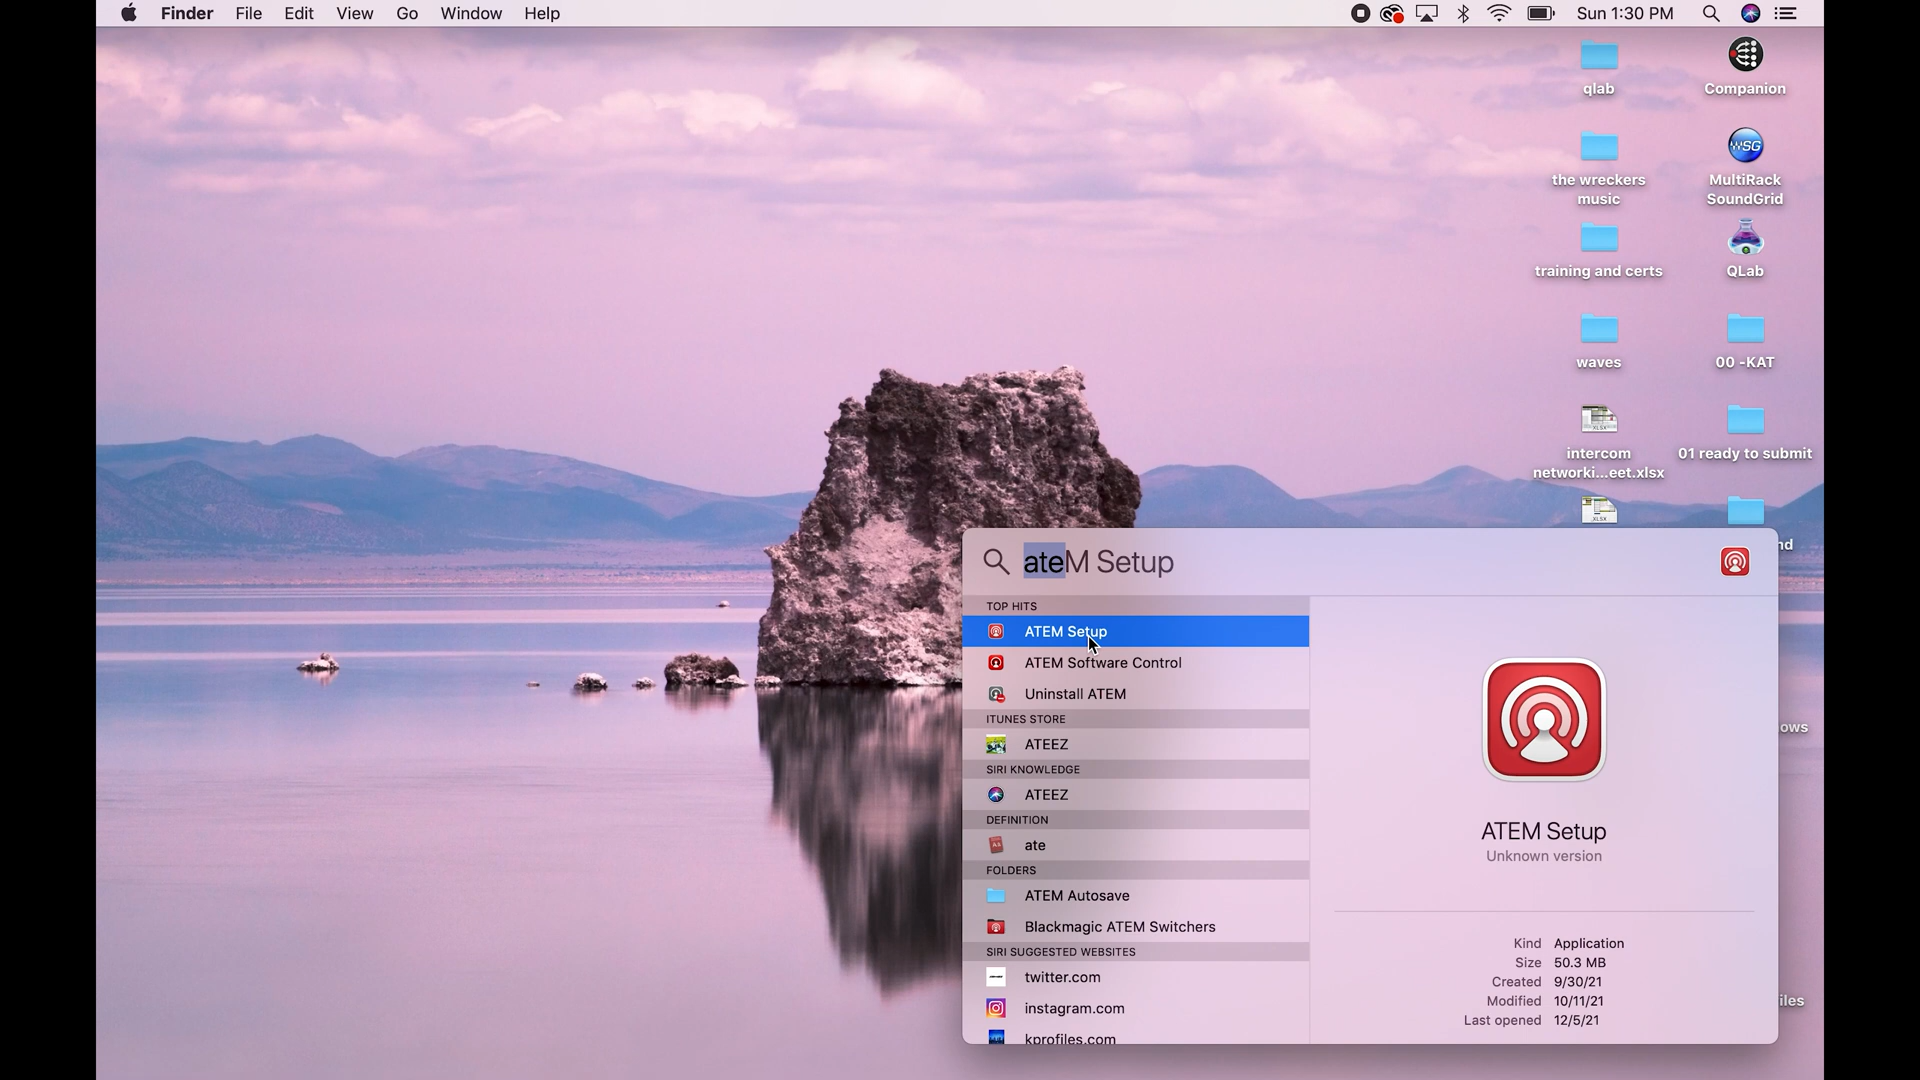 Finder File Edit View Go Window Help Sun 1:30 PM
qlab
Companion
the wreckers
music
MultiRack
SoundGrid
training and certs
QLab
waves
00 -KAT
intercom
networki...eet.xlsx
01 ready to submit
ateM Setup
TOP HITS
ATEM Setup
ATEM Software Control
Uninstall ATEM
ITUNES STORE
ATEEZ
SIRI KNOWLEDGE
ATEEZ
DEFINITION
ate
FOLDERS
ATEM Autosave
Blackmagic ATEM Switchers
SIRI SUGGESTED WEBSITES
twitter.com
instagram.com
kprofiles.com
ATEM Setup
Unknown version
Kind Application
Size 50.3 MB
Created 9/30/21
Modified 10/11/21
Last opened 12/5/21